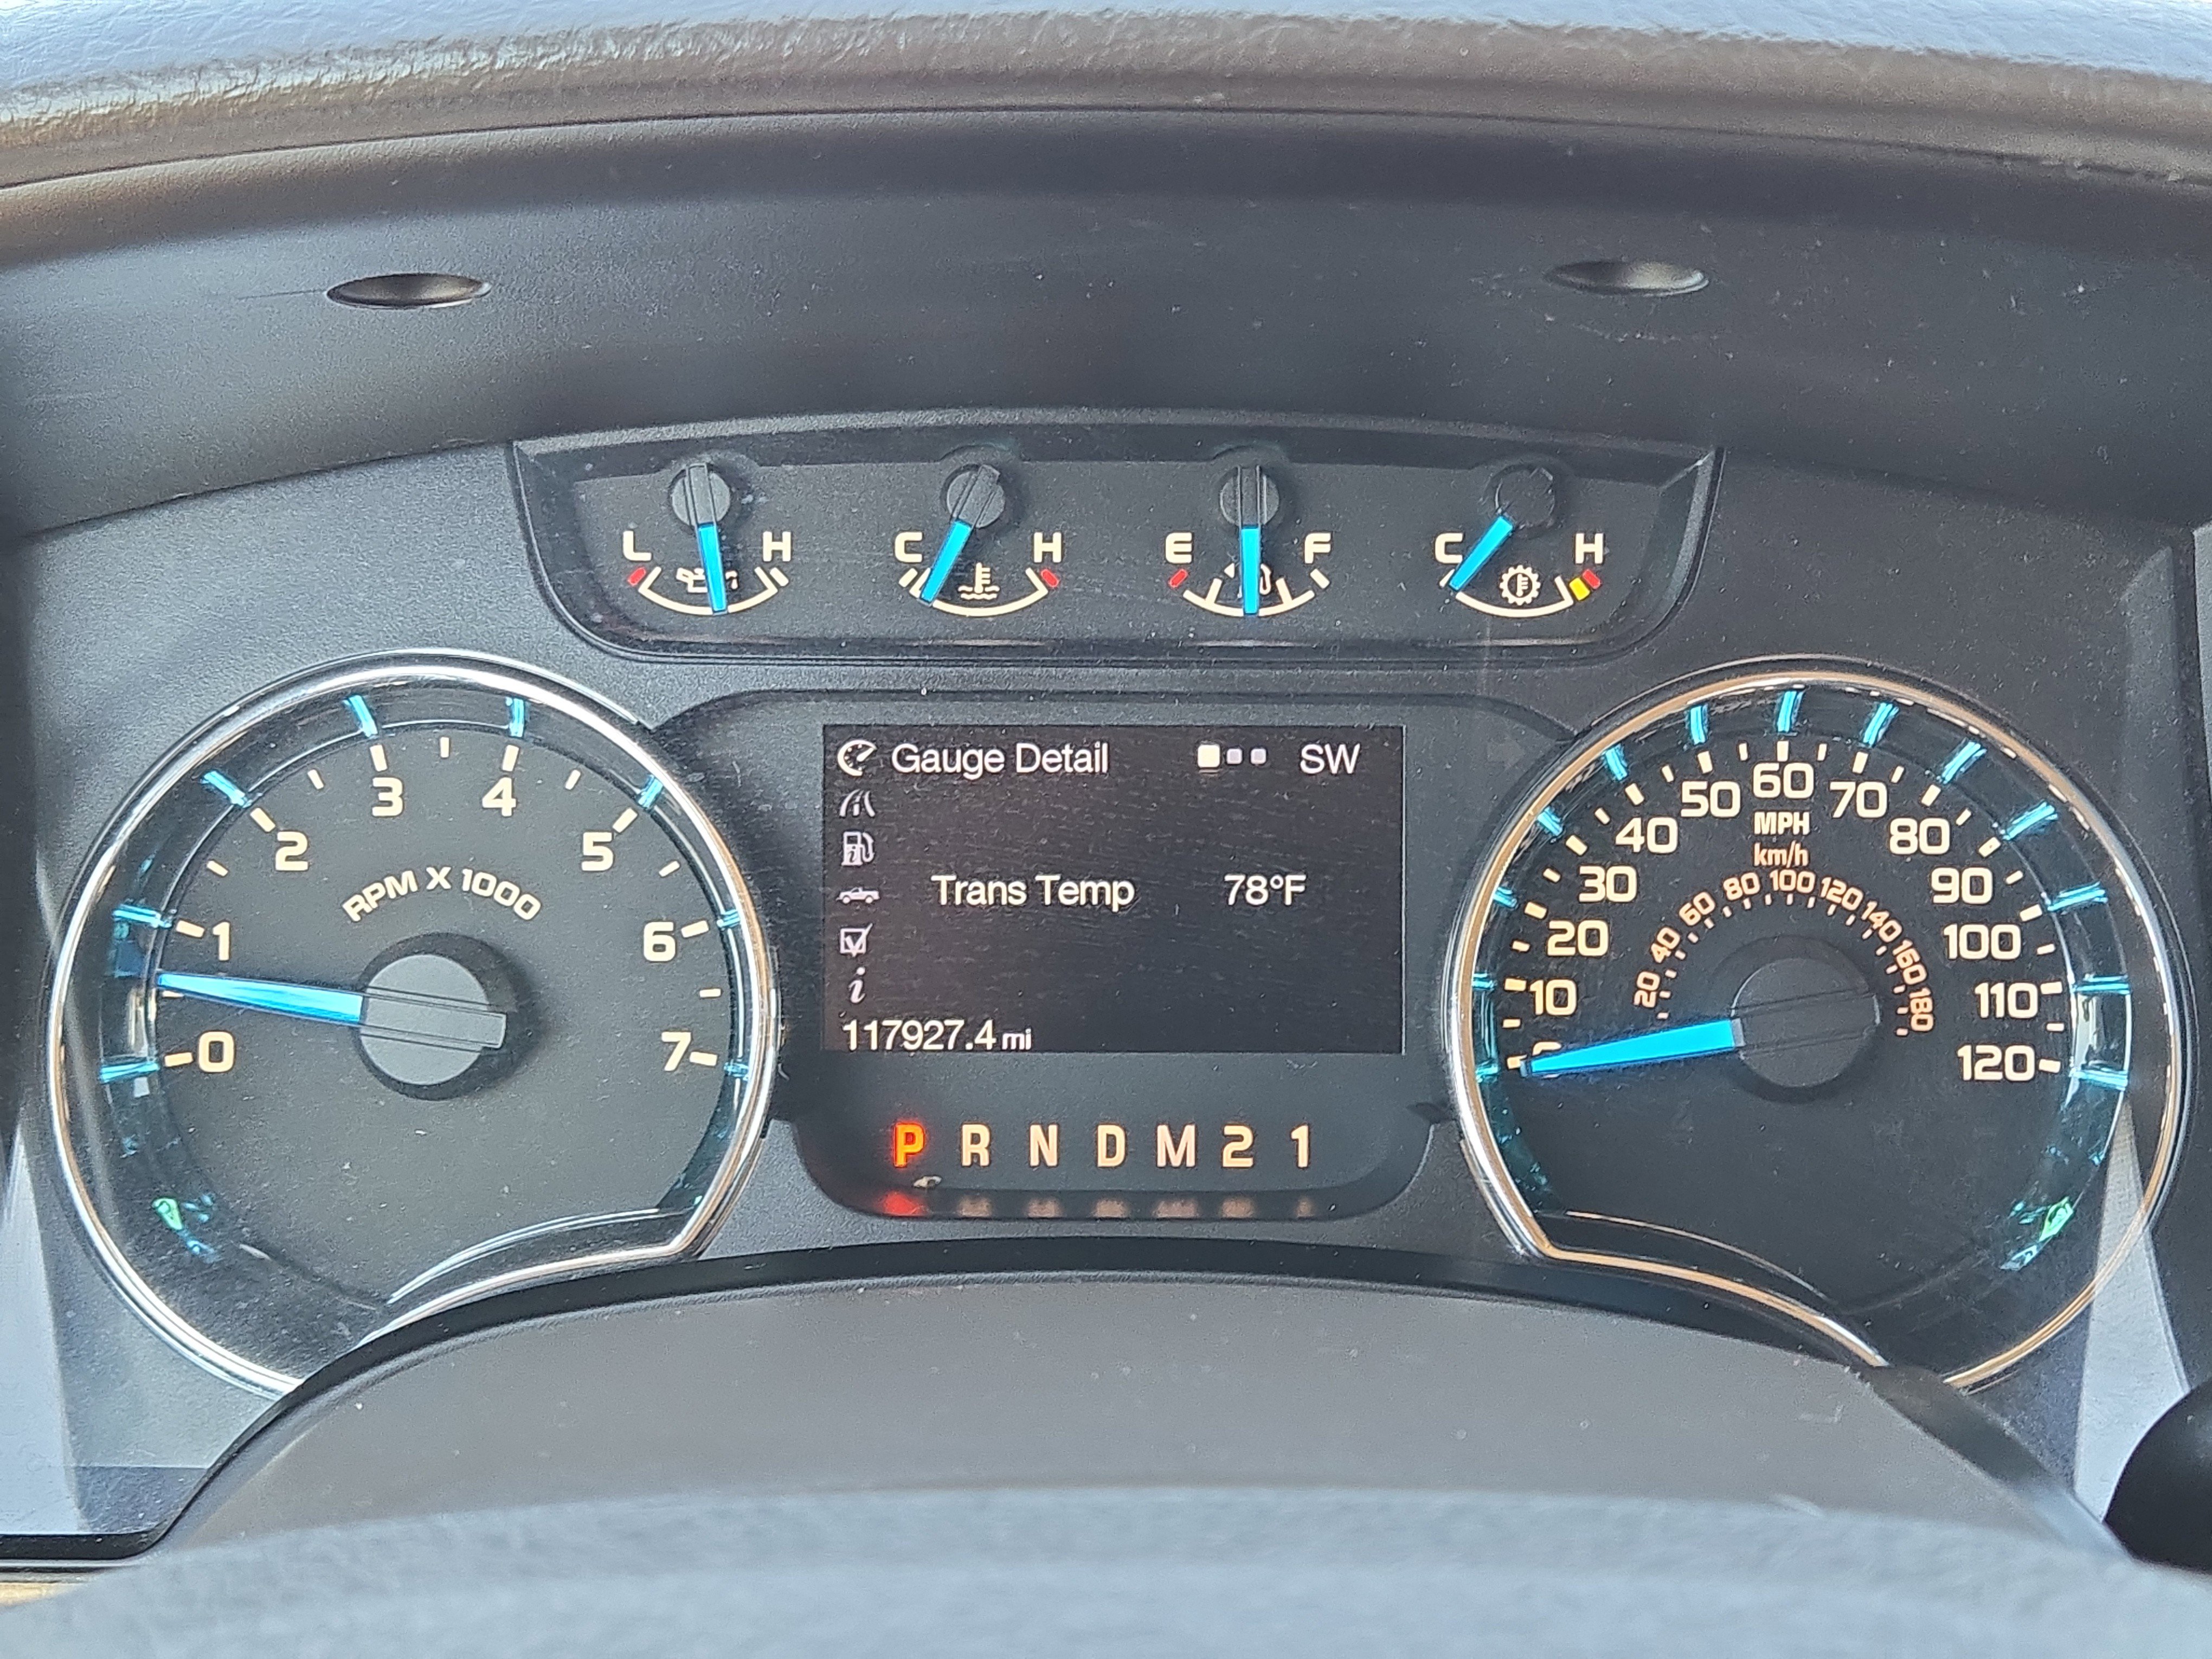 L H C H E F C H
0 1 2 3 4 5 6 7
RPM X 1000
Gauge Detail SW
Trans Temp 78°F
i
117927.4 mi
P R N D M 2 1
10 20 30 40 50 60 70 80 90 100 110 120
MPH
km/h
20 40 60 80 100 120 140 160 180